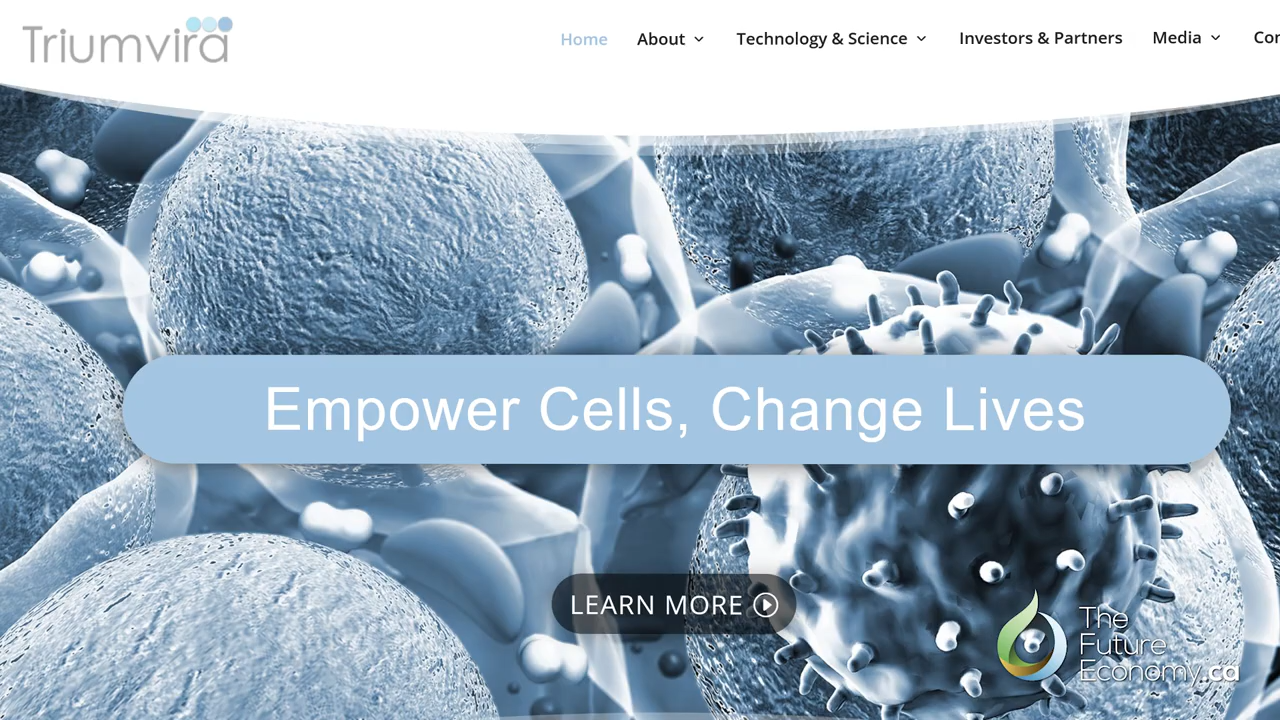 Triumvira
Home About Technology & Science Investors & Partners Media
Empower Cells, Change Lives
LEARN MORE
The
Future
Economy.ca